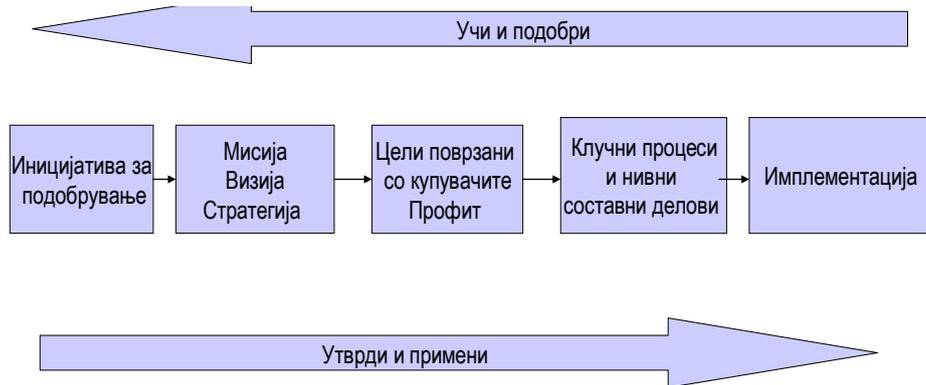 Учи и подобри
Иницијатива за
подобрување
Мисија
Визија
Стратегија
Цели поврзани
со купувачите
Профит
Клучни процеси
и нивни
составни делови
Имплементација
Утврди и примени